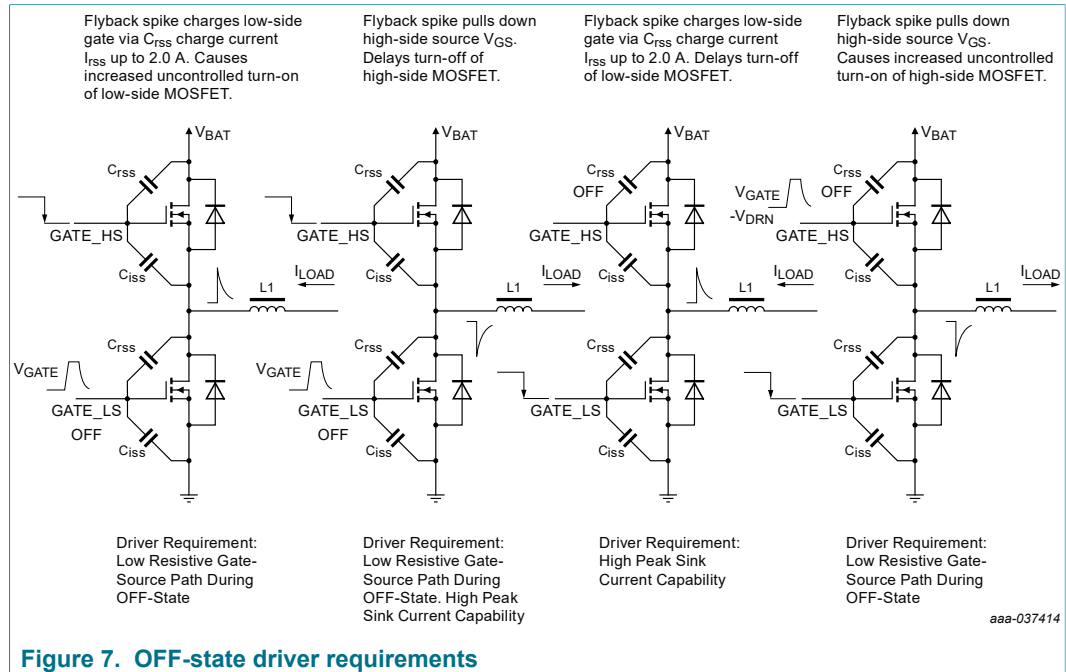 Flyback spike charges low-side
gate via Crss charge current
Irss up to 2.0 A. Causes
increased uncontrolled turn-on
of low-side MOSFET.
Flyback spike pulls down
high-side source VGS.
Delays turn-off of
high-side MOSFET.
Flyback spike charges low-side
gate via Crss charge current
Irss up to 2.0 A. Delays turn-off
of low-side MOSFET.
Flyback spike pulls down
high-side source VGS.
Causes increased uncontrolled
turn-on of high-side MOSFET.
VBAT
Crss
GATE_HS
Ciss
ILOAD
L1
Crss
VGATE
GATE_LS
OFF
Ciss
VBAT
Crss
GATE_HS
Ciss
ILOAD
L1
Crss
VGATE
GATE_LS
OFF
Ciss
VBAT
Crss
OFF
GATE_HS
Ciss
ILOAD
L1
Crss
GATE_LS
Ciss
VBAT
Crss
OFF
VGATE
-VDRN
GATE_HS
Ciss
ILOAD
L1
Crss
GATE_LS
Ciss
Driver Requirement:
Low Resistive Gate-
Source Path During
OFF-State
Driver Requirement:
Low Resistive Gate-
Source Path During
OFF-State. High Peak
Sink Current Capability
Driver Requirement:
High Peak Sink
Current Capability
Driver Requirement:
Low Resistive Gate-
Source Path During
OFF-State
aaa-037414
Figure 7. OFF-state driver requirements